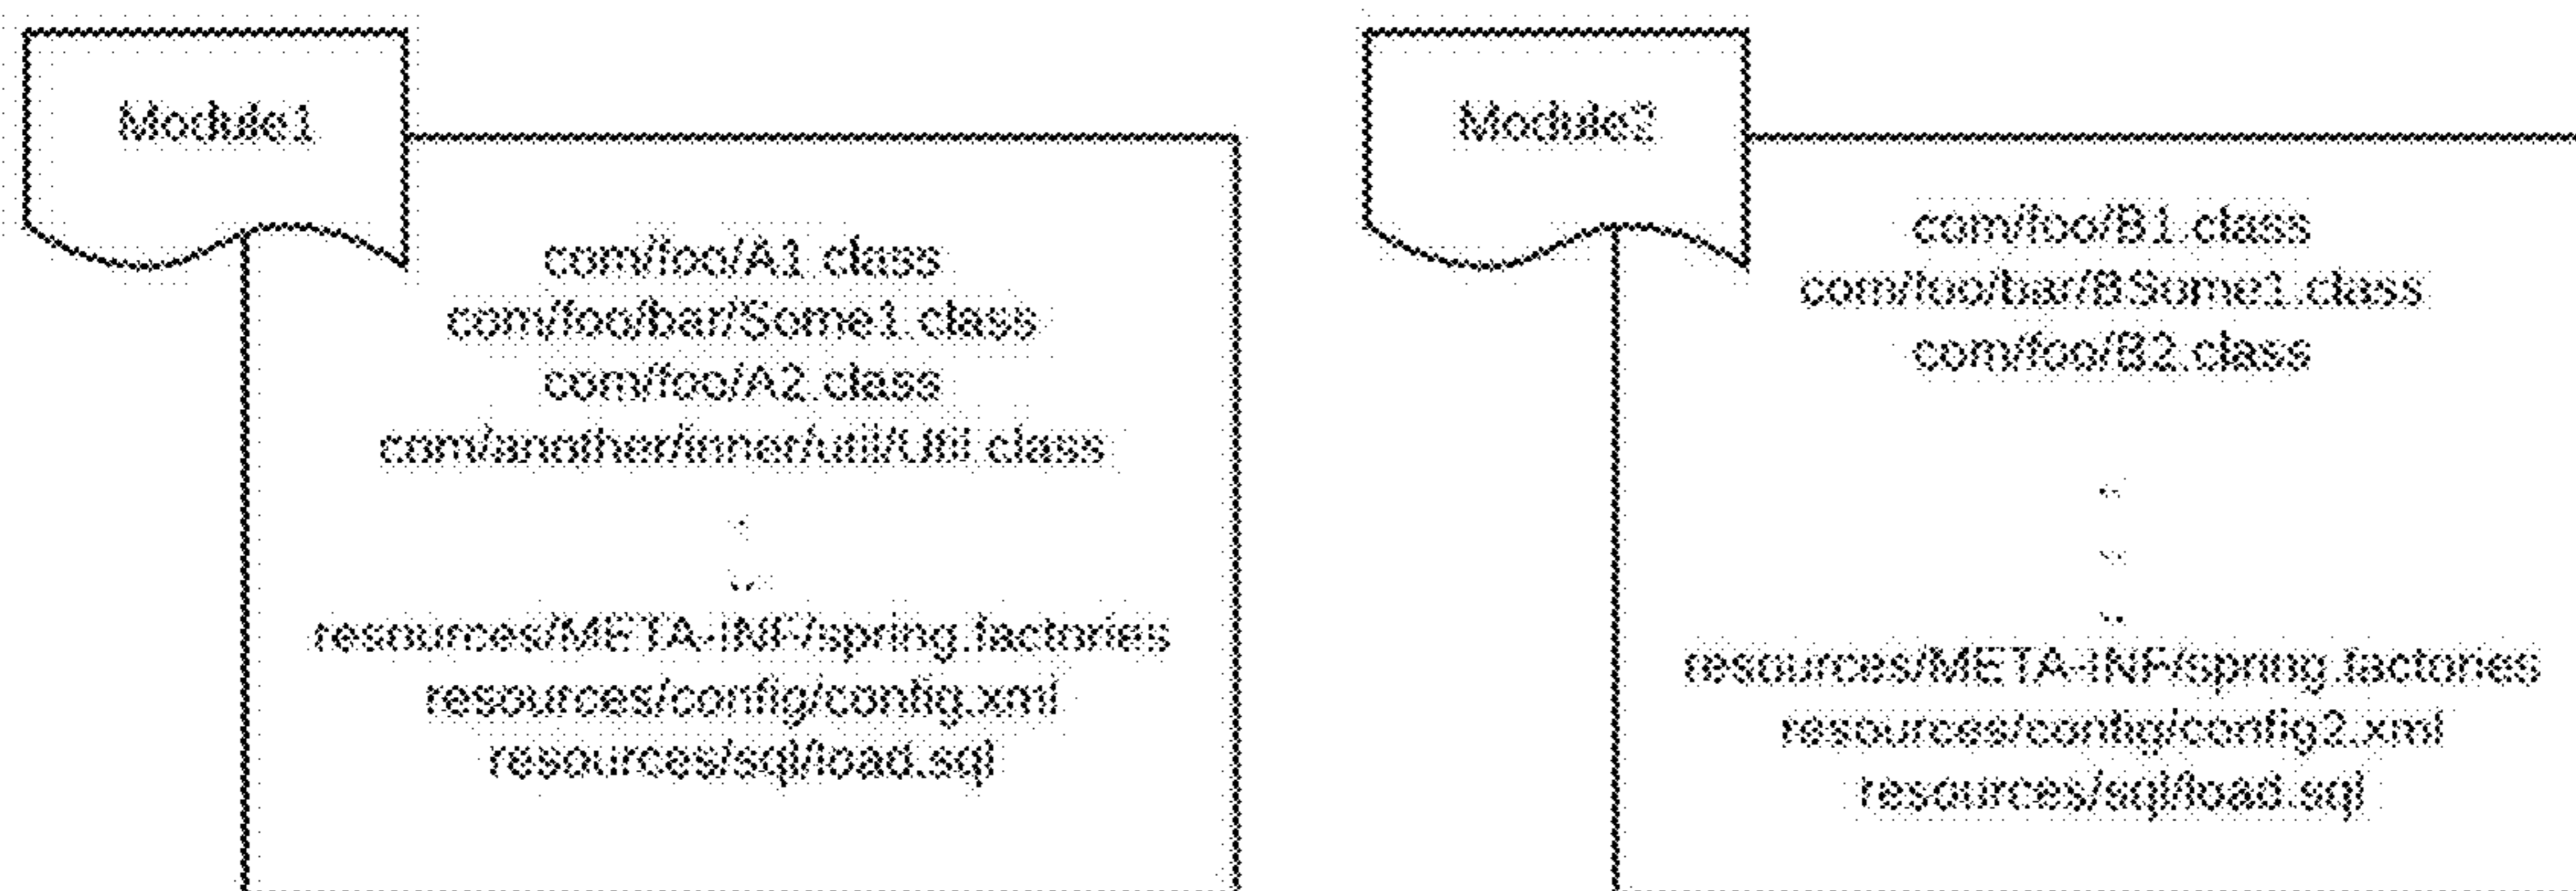 Module1
com/foo/A1.class
com/foo/bar/Some1.class
com/foo/A2.class
com/another/inner/util/Util.class
.
.
resources/META-INF/spring.factories
resources/config/config.xml
resources/sql/load.sql
Module2
com/foo/B1.class
com/foo/bar/BSome1.class
com/foo/B2.class
.
.
.
resources/META-INF/spring.factories
resources/config/config2.xml
resources/sql/load.sql